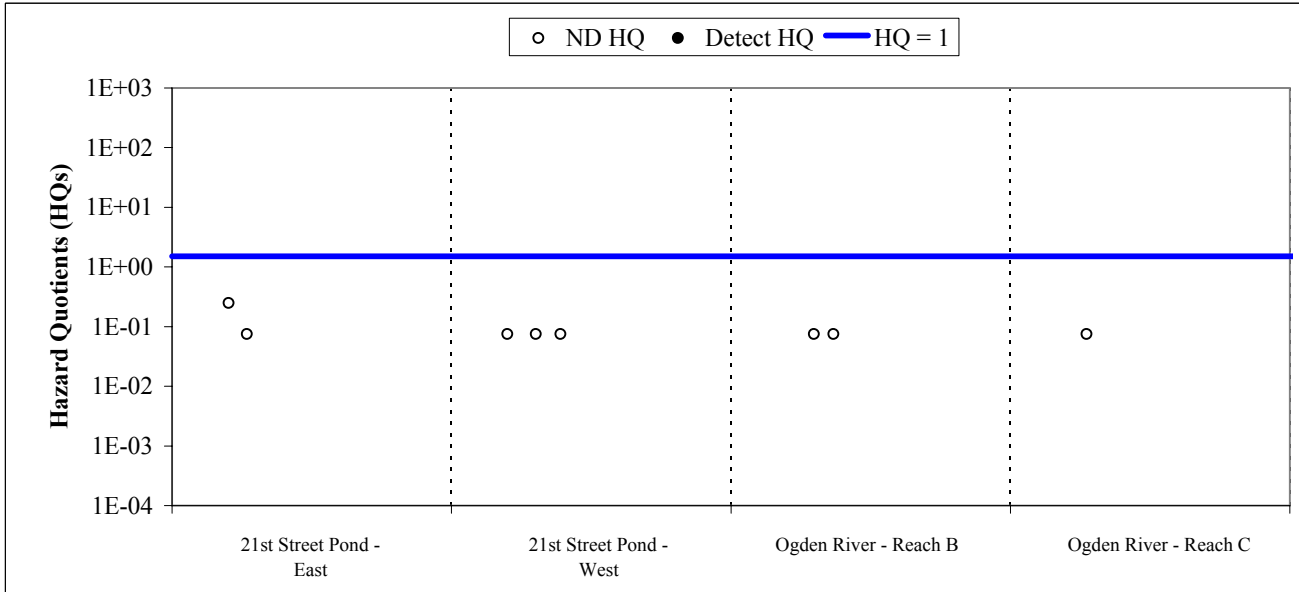 ND HQ Detect HQ HQ = 1
Hazard Quotients (HQs)
1E+03
1E+02
1E+01
1E+00
1E-01
1E-02
1E-03
1E-04
21st Street Pond -
East
21st Street Pond -
West
Ogden River - Reach B
Ogden River - Reach C